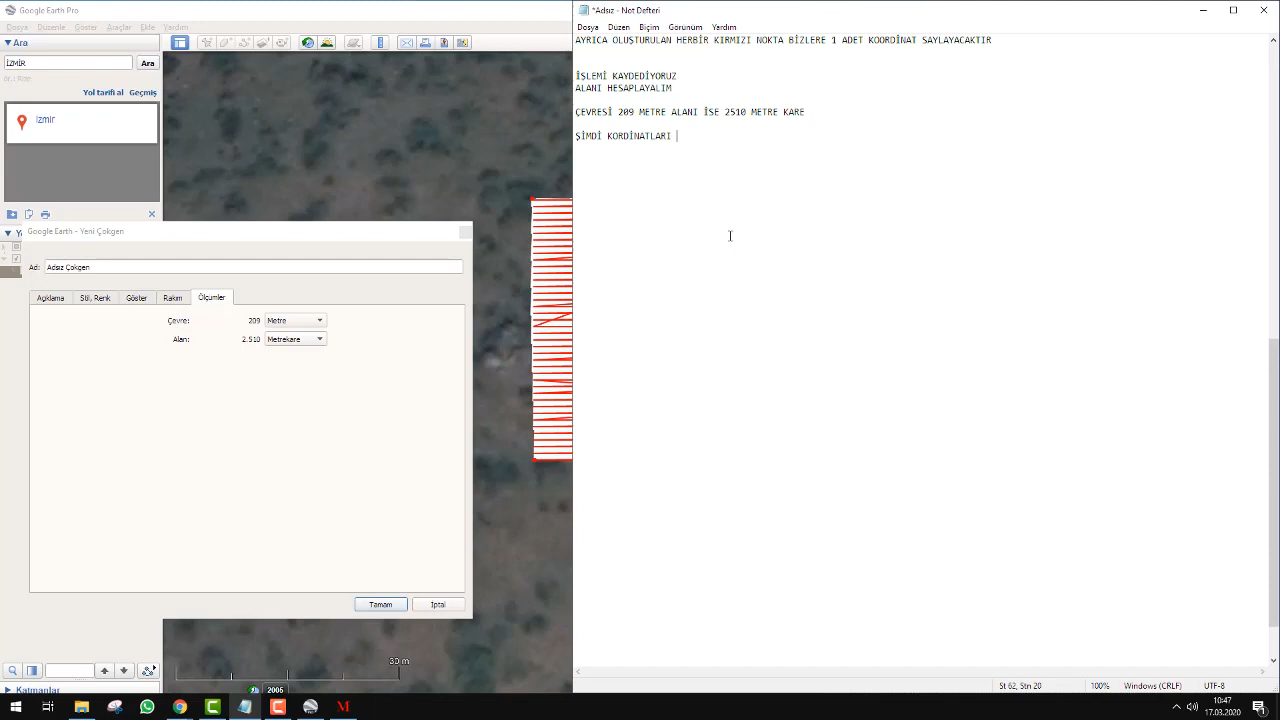 Google Earth Pro
Dosya Düzenle Göster Araçlar Ekle Yardım
Ara
İZMİR
Ara
Yol tarifi al Geçmiş
İzmir
Google Earth - Yeni Çokgen
Ad: Adsız Çokgen
Açıklama Stil, Renk Göster Rakım Ölçümler
Çevre: 209 Metre
Alan: 2.510 Metrekare
Tamam İptal
30 m
2005
Katmanlar
*Adsız - Not Defteri
Dosya Düzen Biçim Görünüm Yardım
AYRICA OLUŞTURULAN HERBİR KIRMIZI NOKTA BİZLERE 1 ADET KOORDİNAT SAYLAYACAKTIR
İŞLEMİ KAYDEDİYORUZ
ALANI HESAPLAYALIM
ÇEVRESİ 209 METRE ALANI İSE 2510 METRE KARE
ŞİMDİ KORDİNATLARI
St 62, Stn 20 100% Windows (CRLF) UTF-8
10:47
17.03.2020